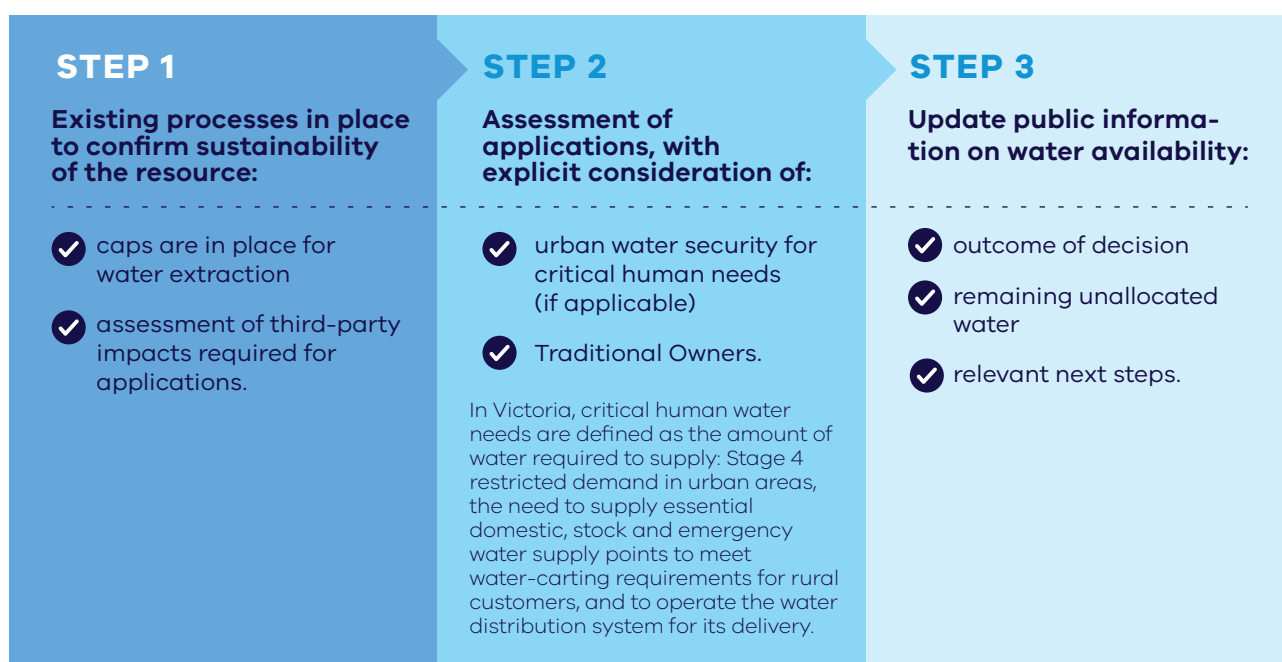 STEP 1
Existing processes in place
to confirm sustainability
of the resource:
caps are in place for
water extraction
assessment of third-party
impacts required for
applications.
STEP 2
Assessment of
applications, with
explicit consideration of:
urban water security for
critical human needs
(if applicable)
Traditional Owners.
In Victoria, critical human water
needs are defined as the amount of
water required to supply: Stage 4
restricted demand in urban areas,
the need to supply essential
domestic, stock and emergency
water supply points to meet
water-carting requirements for rural
customers, and to operate the water
distribution system for its delivery.
STEP 3
Update public informa-
tion on water availability:
outcome of decision
remaining unallocated
water
relevant next steps.